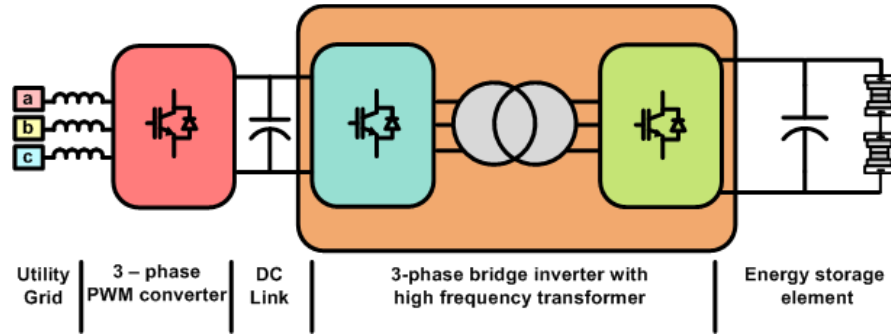 a
b
c
Utility
Grid
3 – phase
PWM converter
DC
Link
3-phase bridge inverter with
high frequency transformer
Energy storage
element